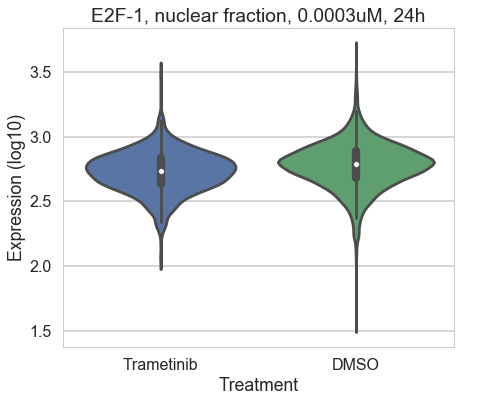 E2F-1, nuclear fraction, 0.0003uM, 24h
Expression (log10)
3.5
3.0
2.5
2.0
1.5
Trametinib DMSO
Treatment